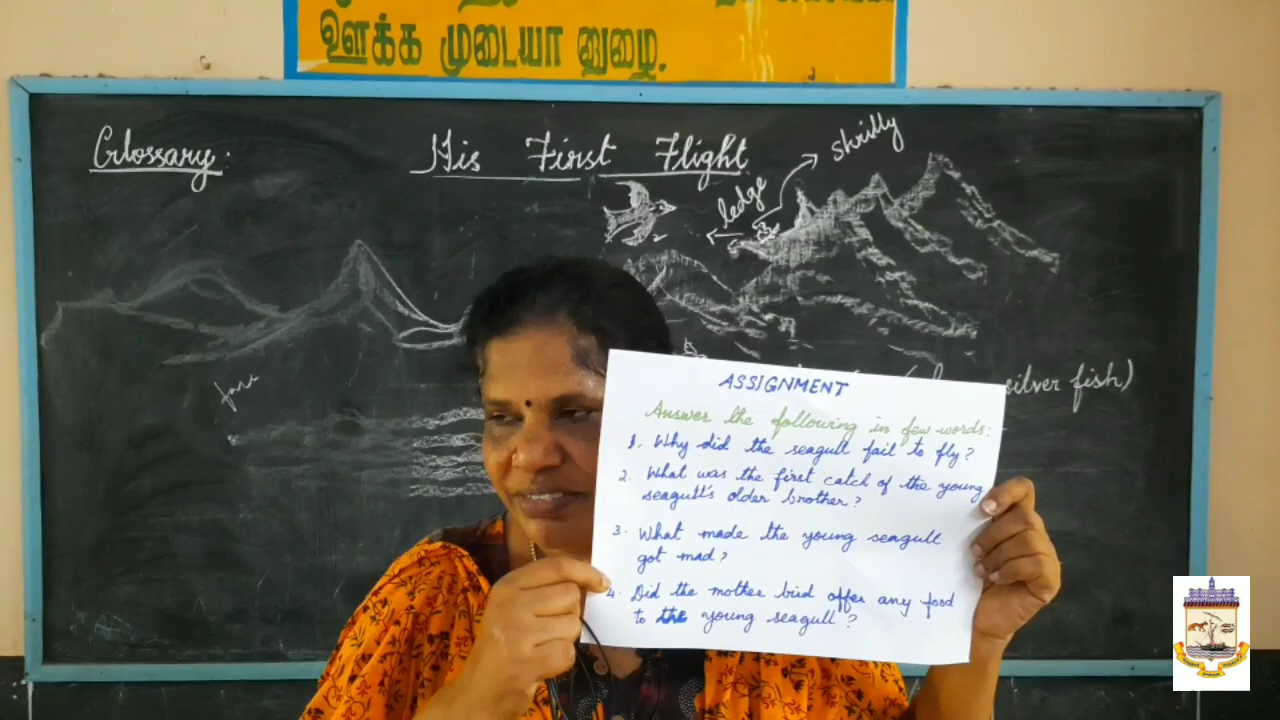 ஊக்க முடையா னுழை.
Glossary:
His First Flight
shrilly
ledge
silver fish)
ASSIGNMENT
Answer the following in few words:
1. Why did the seagull fail to fly?
2. What was the first catch of the young
seagull's older brother?
3. What made the young seagull
got mad?
4. Did the mother bird offer any food
to the young seagull?